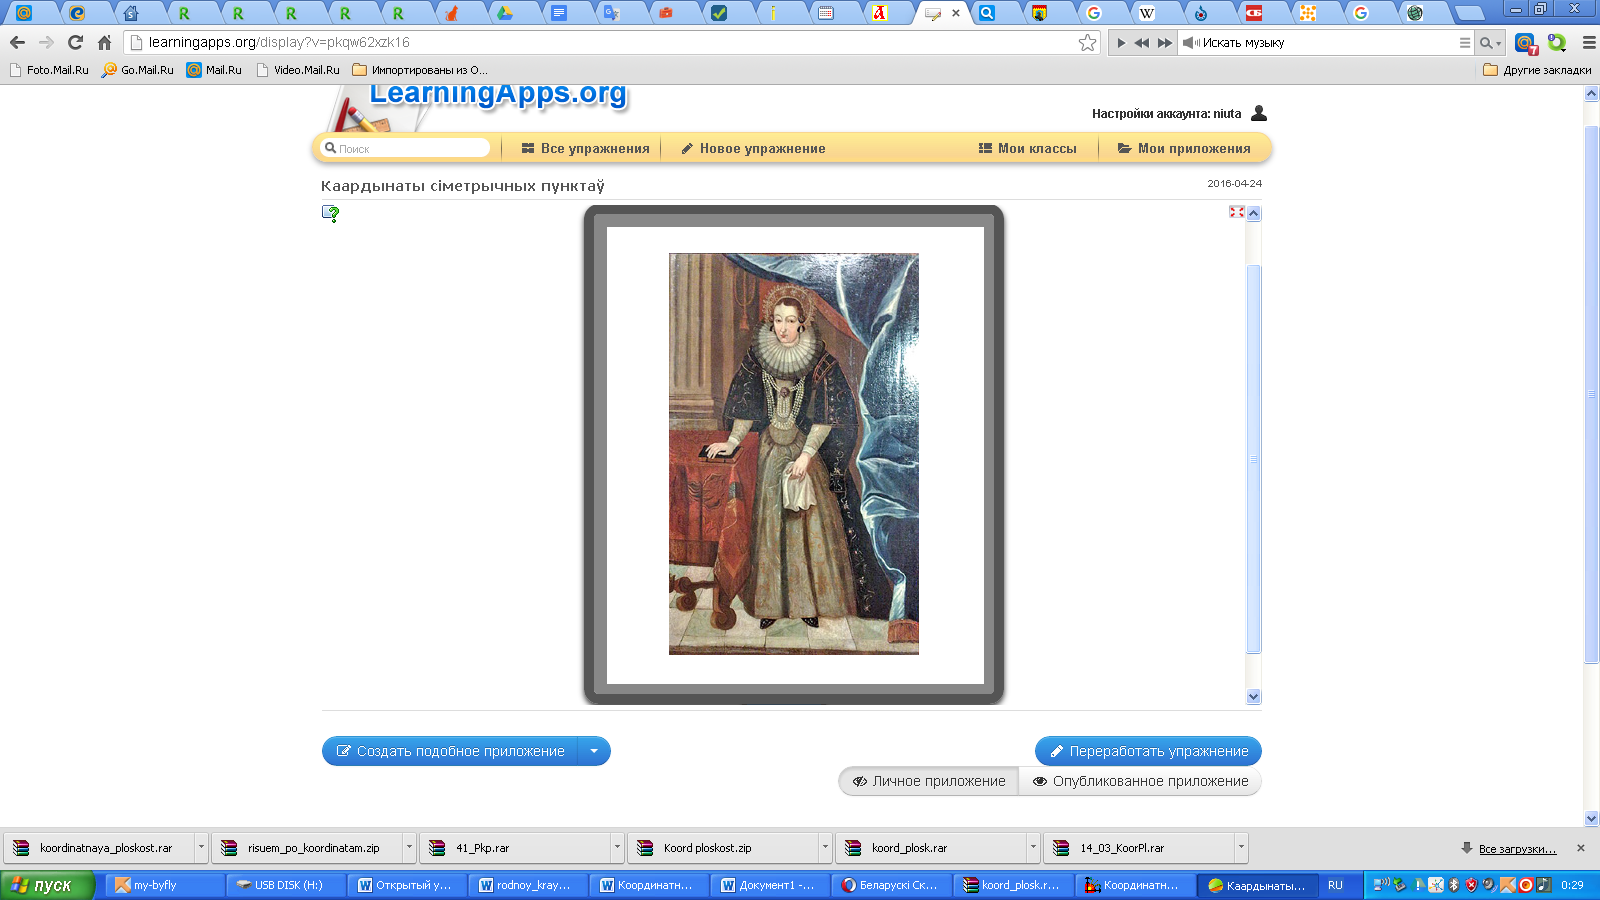 learningapps.org/display?v=pkqw62xzk16
Искать музыку
7
Foto.Mail.Ru
Go.Mail.Ru
Mail.Ru
Video.Mail.Ru
Импортированы из О...
Другие закладки
LearningApps.org
Настройки аккаунта: niuta
Поиск
Все упражнения
Новое упражнение
Мои классы
Мои приложения
Каардынаты сіметрычных пунктаў
2016-04-24
Создать подобное приложение
Переработать упражнение
Личное приложение
Опубликованное приложение
koordinatnaya_ploskost.rar
risuem_po_koordinatam.zip
41_Pkp.rar
Koord ploskost.zip
koord_plosk.rar
14_03_KoorPl.rar
Все загрузки...
пуск
my-byfly
USB DISK (H:)
Открытый у...
rodnoy_kray...
Координатн...
Документ1 -...
Беларускі Ск...
koord_plosk.r...
Координатн...
Каардынаты...
RU
0:29